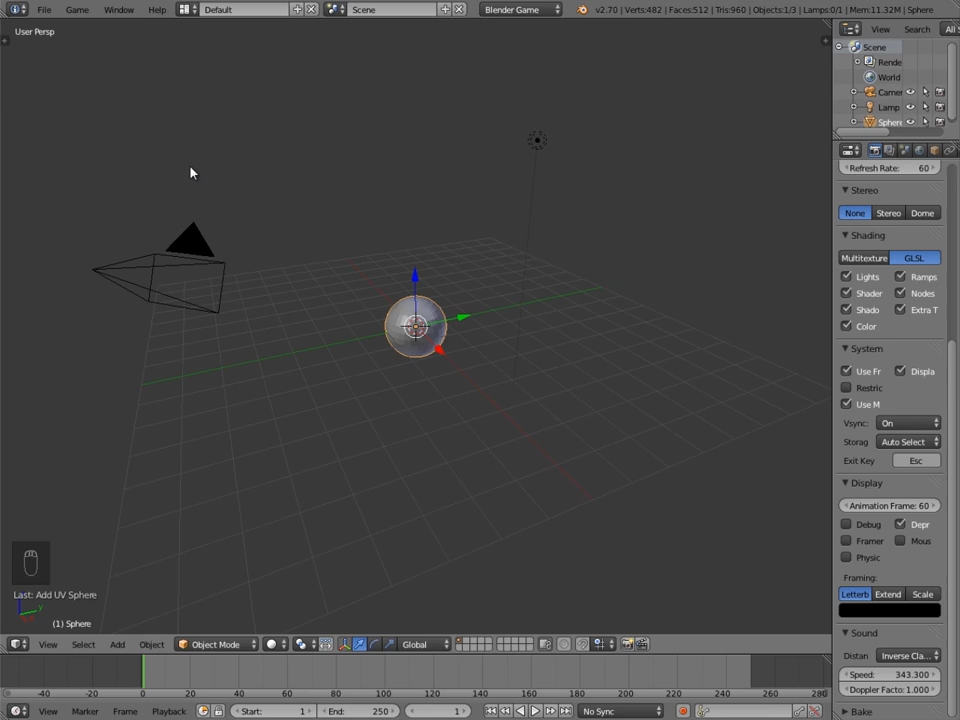 File Game Window Help Default Scene Blender Game v2.70 | Verts:482 | Faces:512 | Tris:960 | Objects:1/3 | Lamps:0/1 | Mem:11.32M | Sphere
User Persp
View Search All
Scene
Rende
World
Camer
Lamp
Sphere
Refresh Rate: 60
Stereo
None Stereo Dome
Shading
Multitexture GLSL
Lights Ramps
Shader Nodes
Shado Extra T
Color
System
Use Fr Displa
Restric
Use M
Vsync: On
Storag Auto Select
Exit Key Esc
Display
Animation Frame: 60
Debug Depr
Framer Mous
Physic
Framing:
Letterb Extend Scale
Sound
Distan Inverse Cla...
Speed: 343.300
Doppler Facto: 1.000
Bake
Last: Add UV Sphere
y
(1) Sphere
View Select Add Object Object Mode Global
-40 -20 0 20 40 60 80 100 120 140 160 180 200 220 240 260 280
View Marker Frame Playback Start: 1 End: 250 1 No Sync